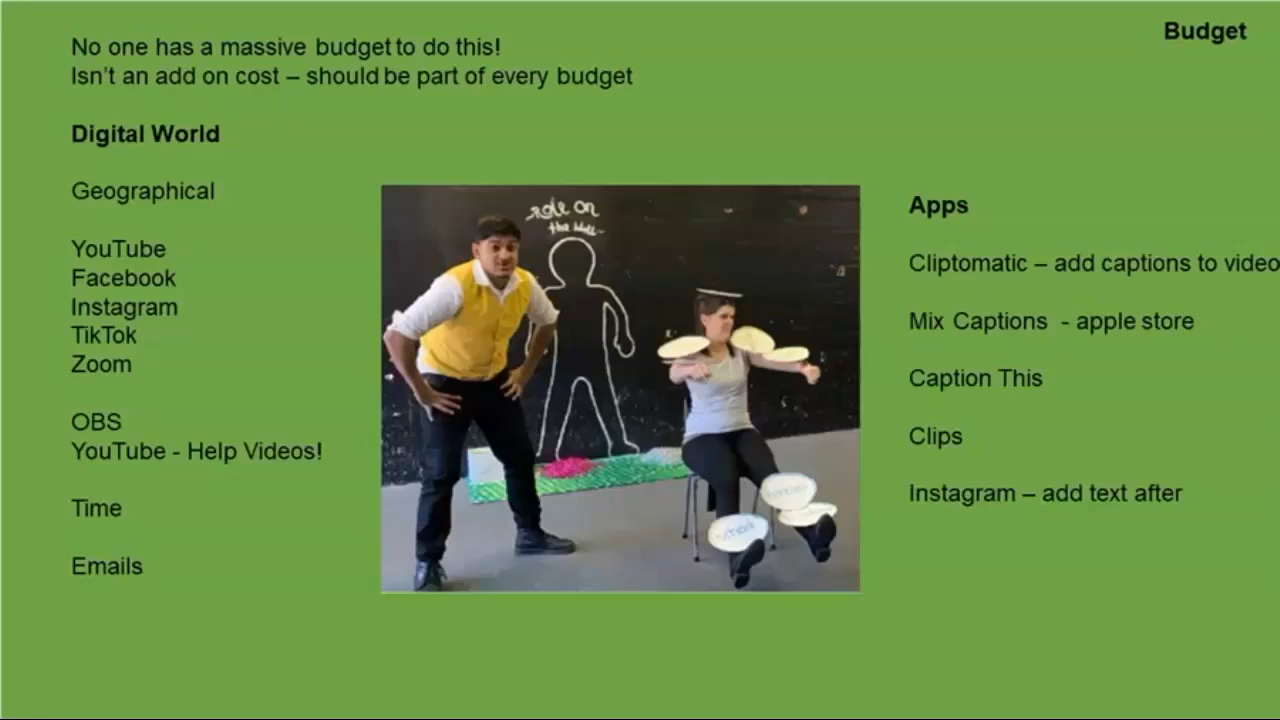 Budget
No one has a massive budget to do this!
Isn't an add on cost – should be part of every budget
Digital World
Geographical
YouTube
Facebook
Instagram
TikTok
Zoom
OBS
YouTube - Help Videos!
Time
Emails
role on
the wall
Apps
Cliptomatic – add captions to video
Mix Captions - apple store
Caption This
Clips
Instagram – add text after